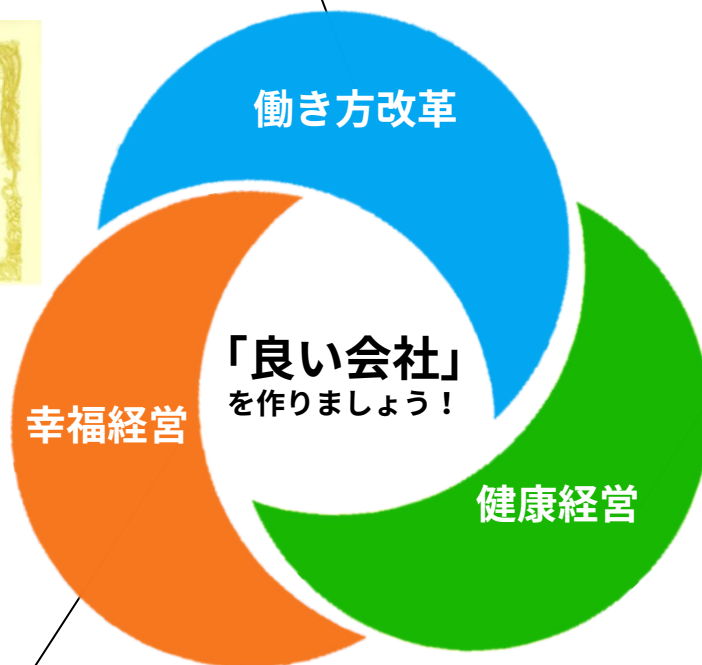 働き方改革
「良い会社」
を作りましょう！
幸福経営
健康経営